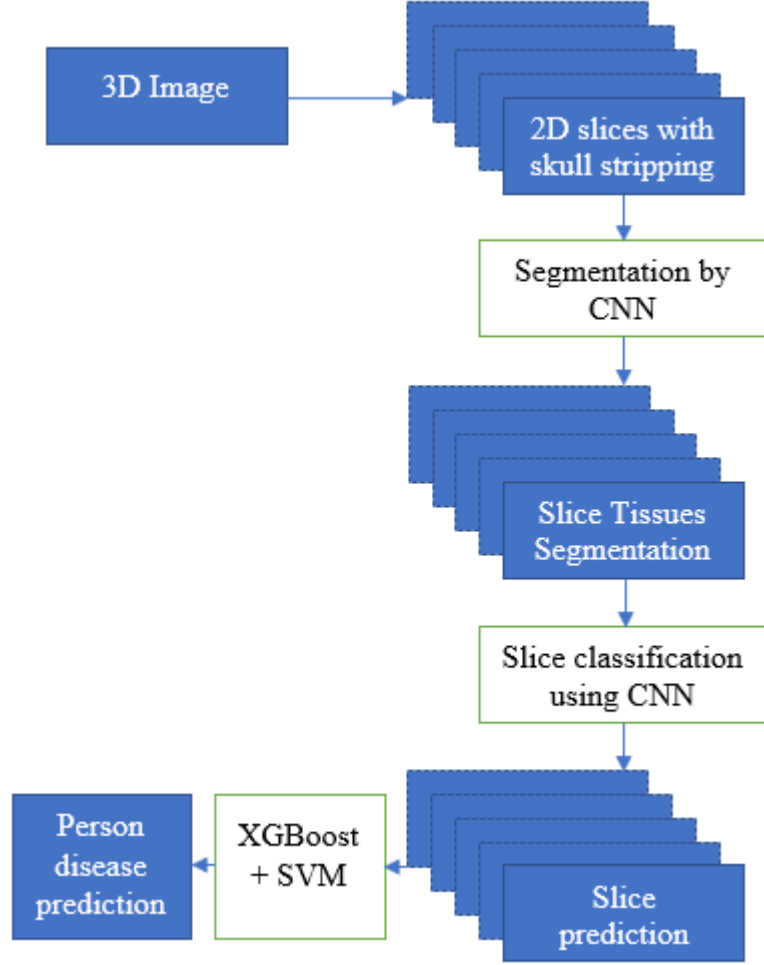 3D Image
2D slices with
skull stripping
Segmentation by
CNN
Slice Tissues
Segmentation
Slice classification
using CNN
Slice
prediction
XGBoost
+ SVM
Person
disease
prediction